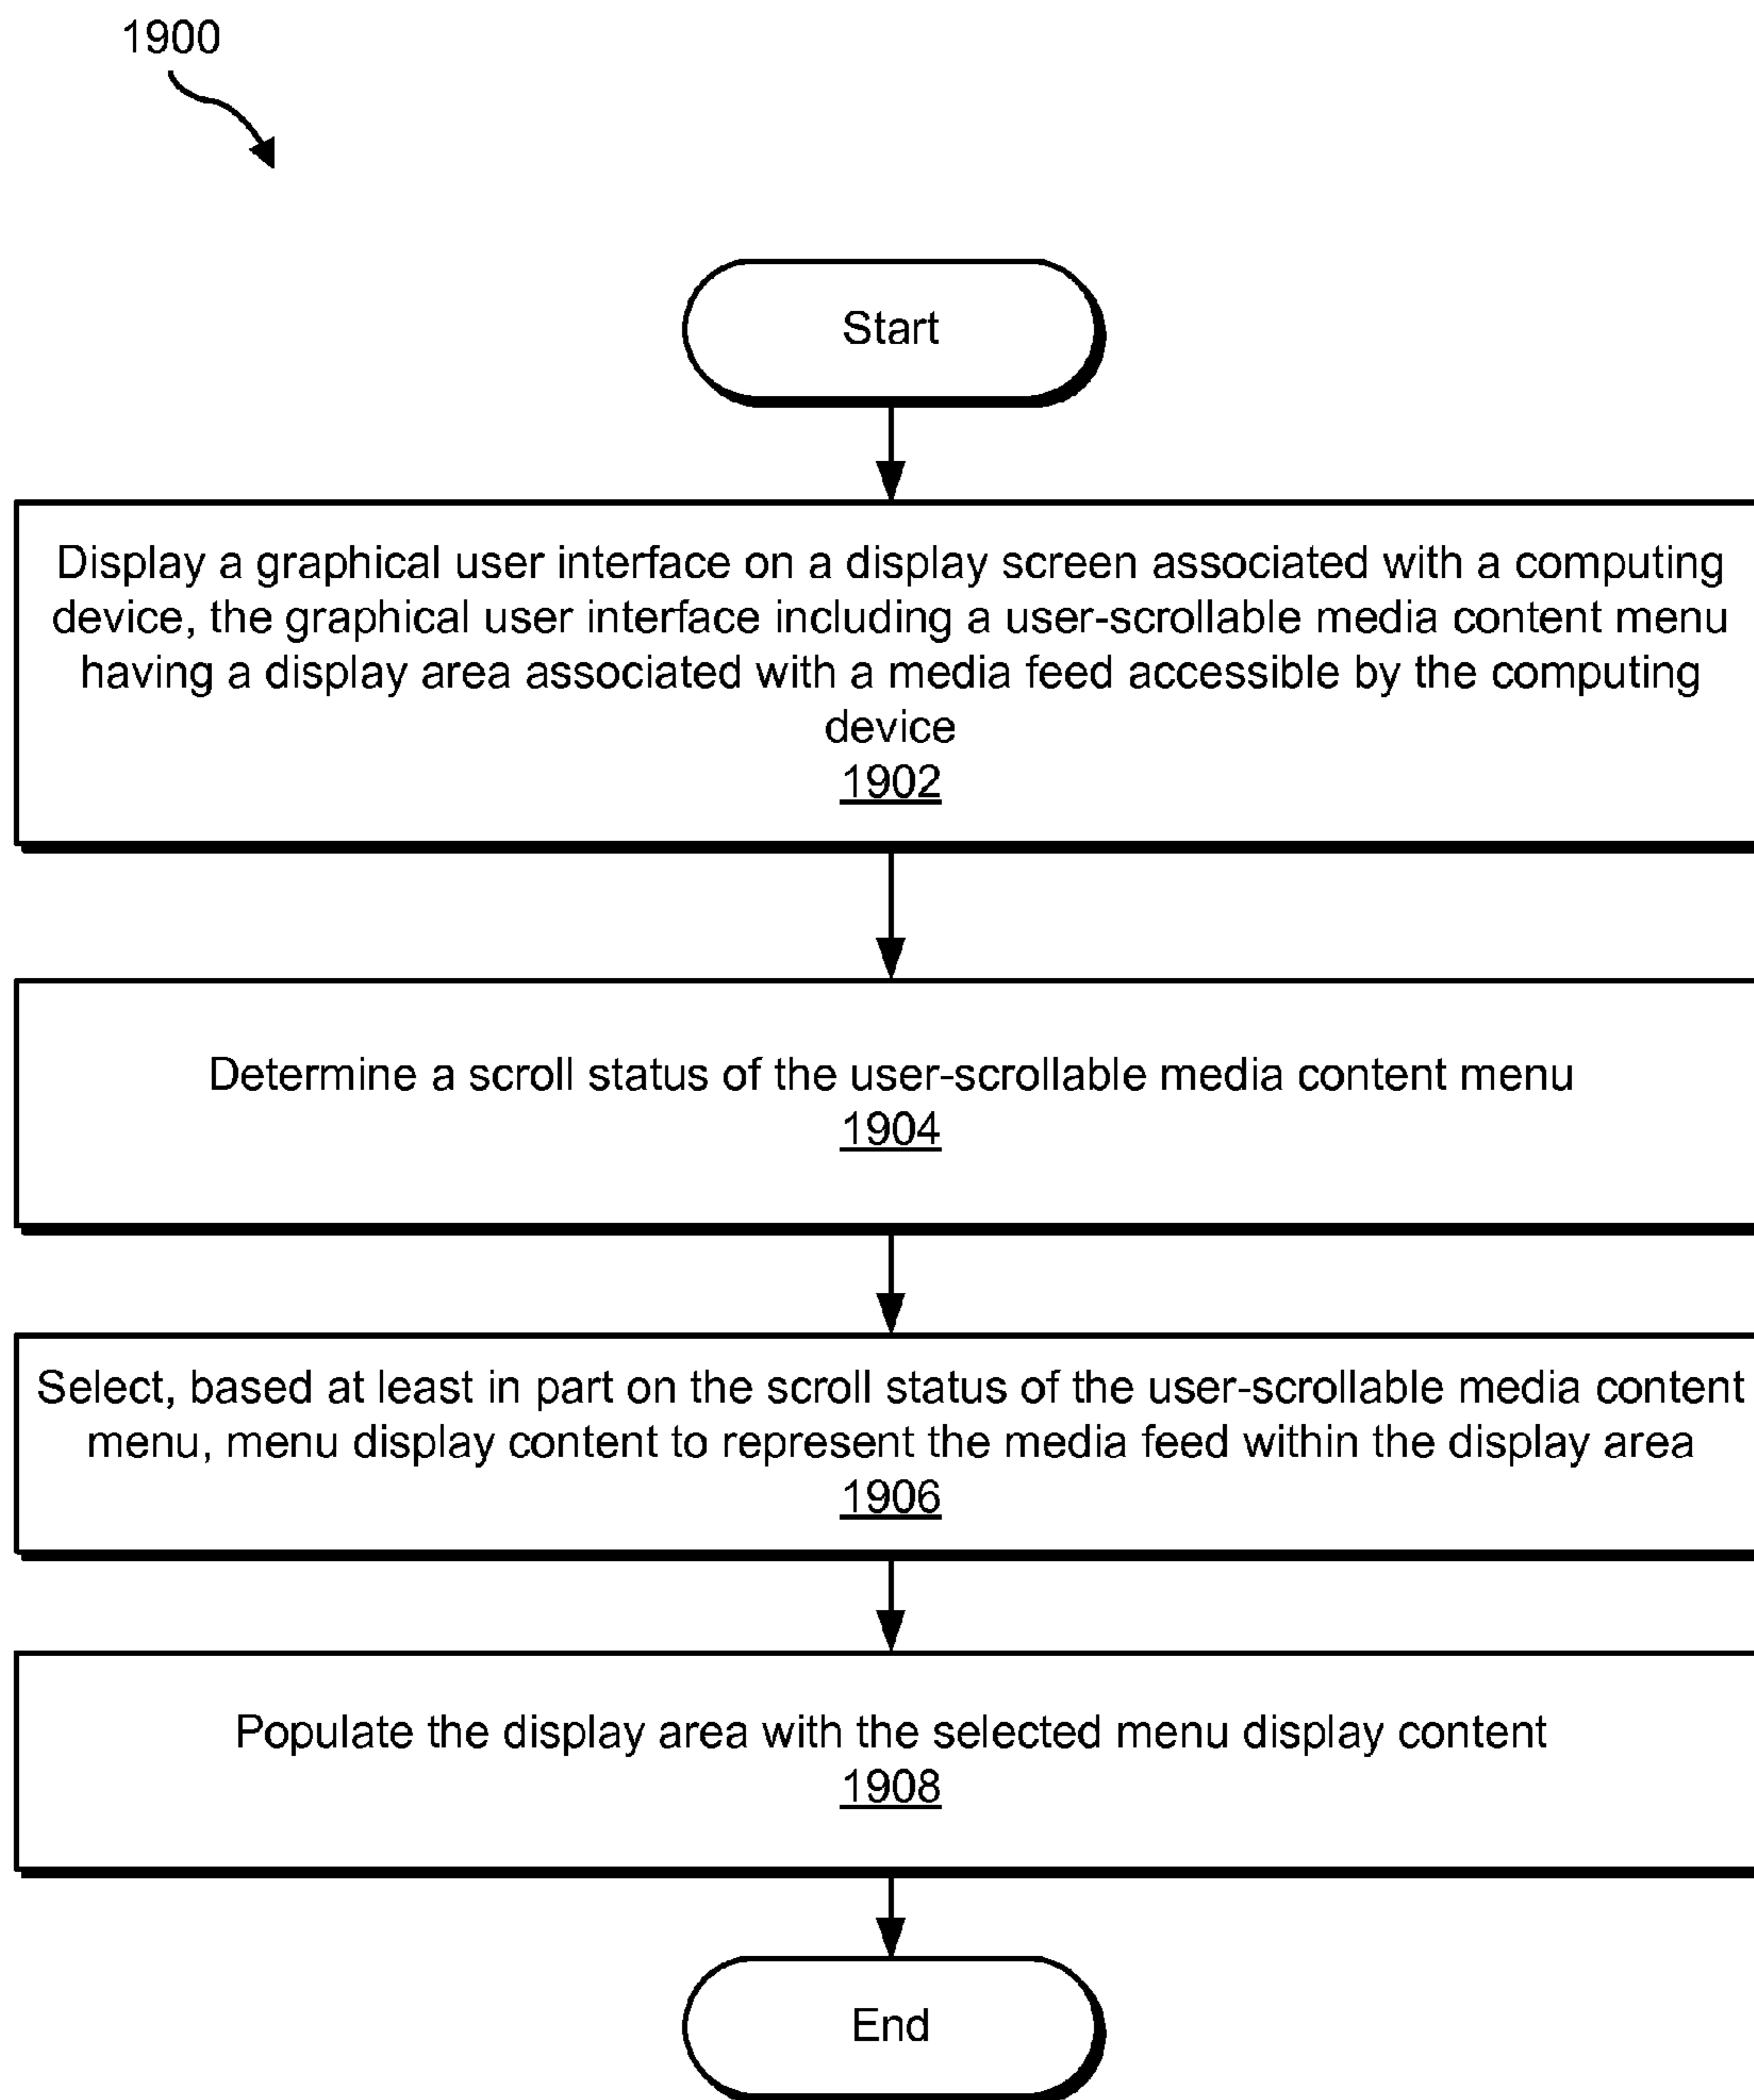 1900
Start
Display a graphical user interface on a display screen associated with a computing
device, the graphical user interface including a user-scrollable media content menu
having a display area associated with a media feed accessible by the computing
device
1902
Determine a scroll status of the user-scrollable media content menu
1904
Select, based at least in part on the scroll status of the user-scrollable media content
menu, menu display content to represent the media feed within the display area
1906
Populate the display area with the selected menu display content
1908
End